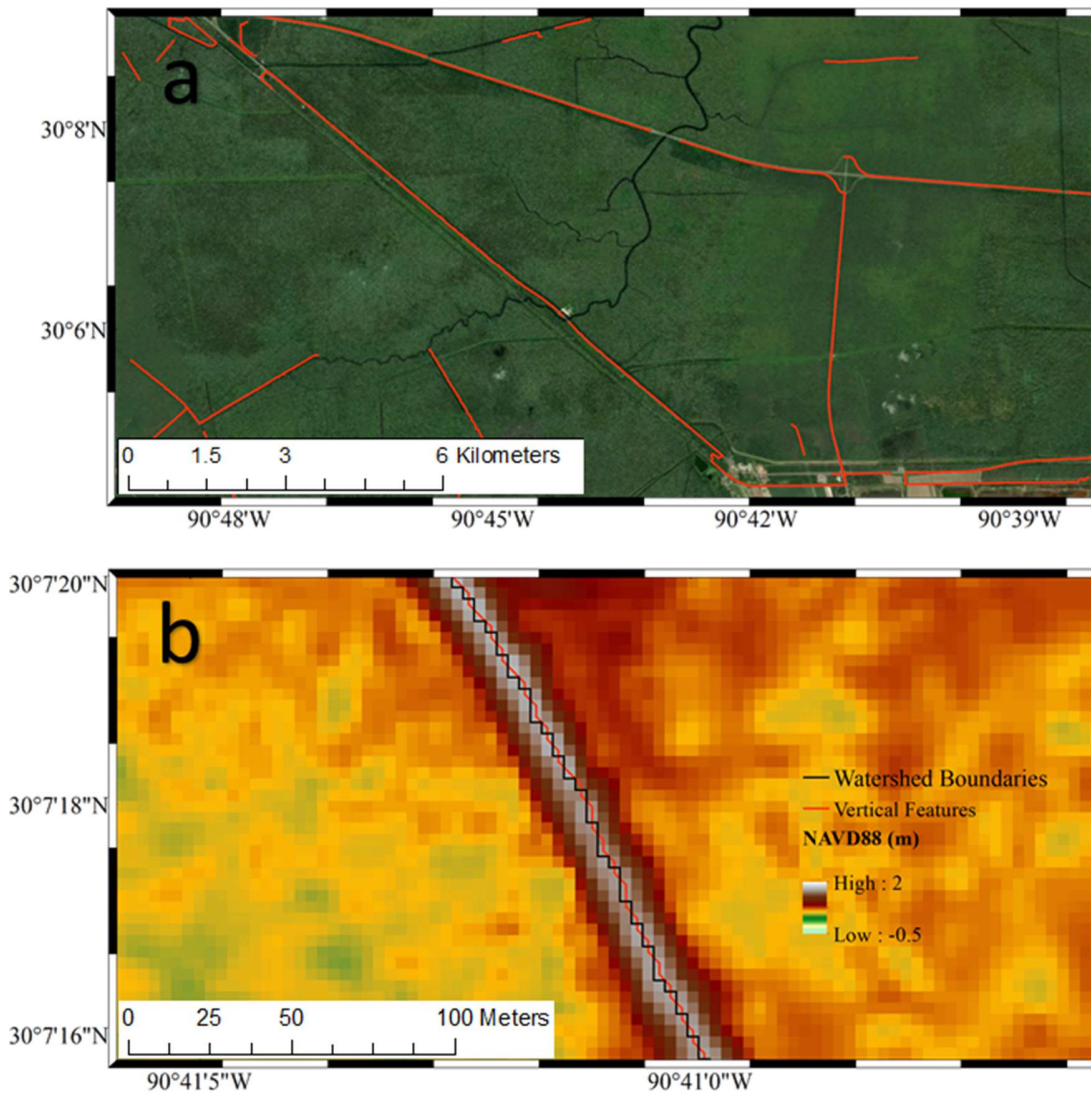 a
30°8'N
30°6'N
0 1.5 3 6 Kilometers
90°48'W 90°45'W 90°42'W 90°39'W
30°7'20"N
b
30°7'18"N
Watershed Boundaries
Vertical Features
NAVD88 (m)
High : 2
Low : -0.5
0 25 50 100 Meters
30°7'16"N
90°41'5"W 90°41'0"W